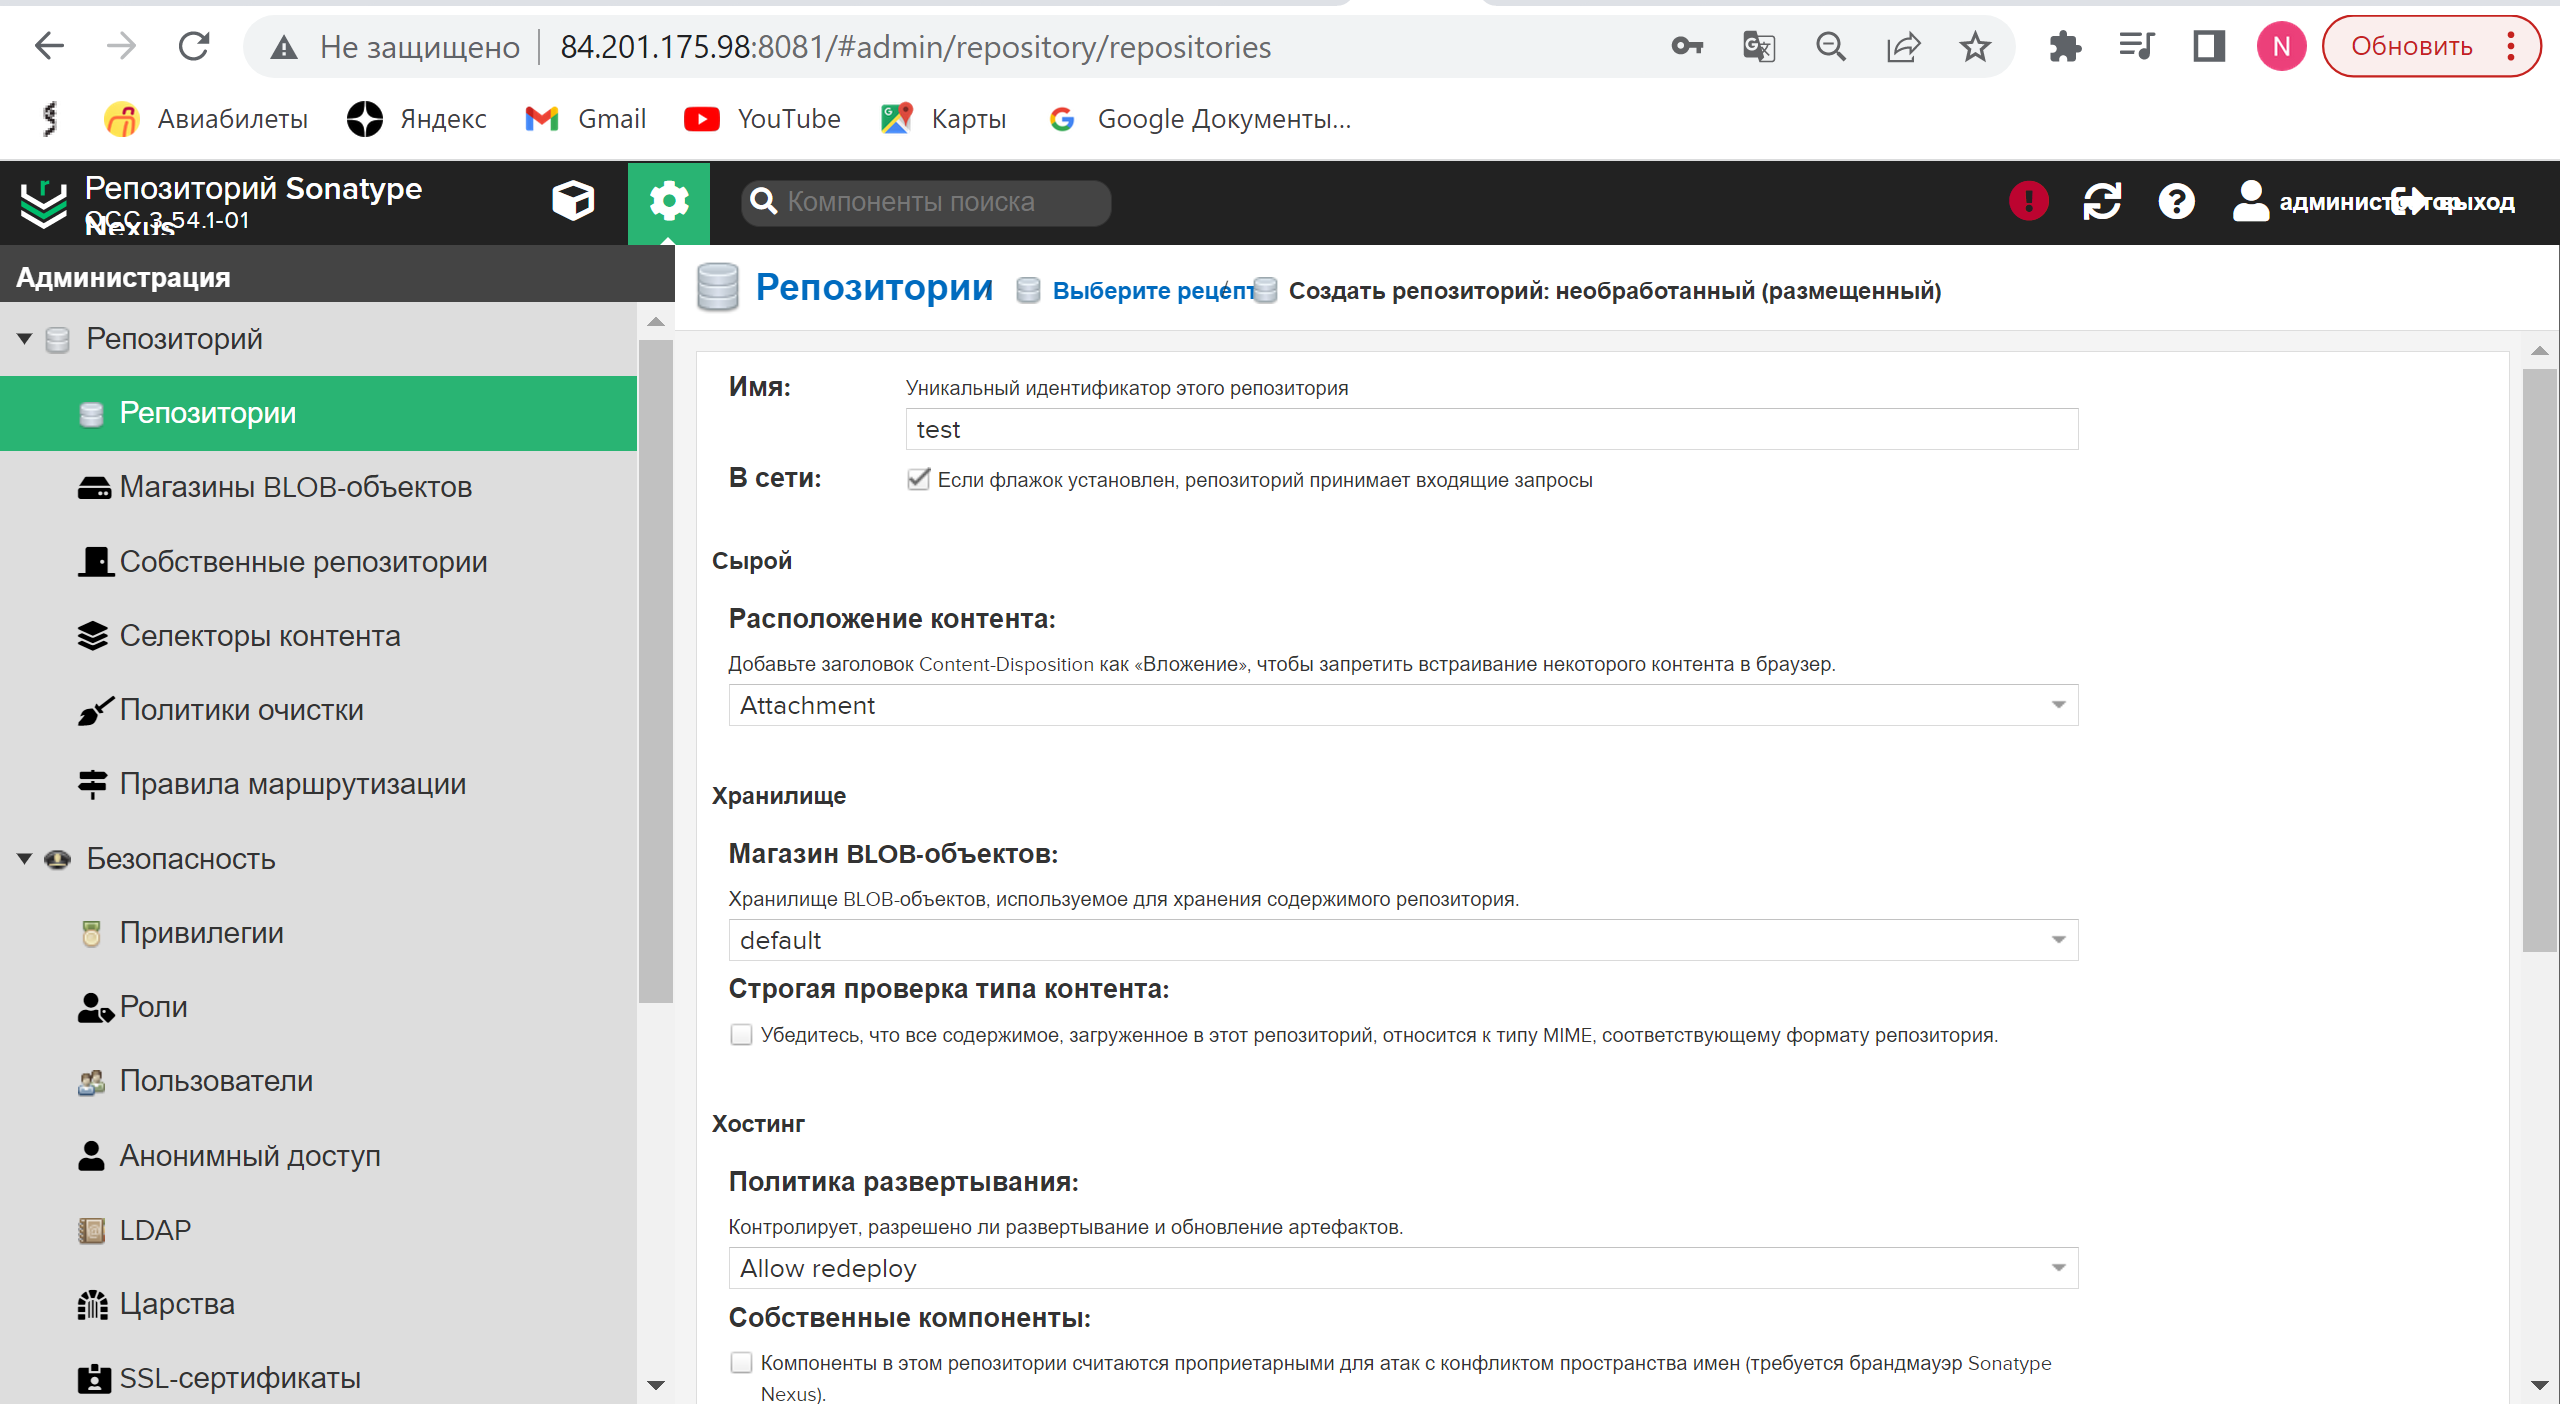 Не защищено
84.201.175.98:8081/#admin/repository/repositories
N
Обновить
Авиабилеты
Яндекс
Gmail
YouTube
Карты
Google Документы...
Репозиторий Sonatype
Nexus
ОСС 3.54.1-01
Компоненты поиска
администратор
выход
Администрация
Репозиторий
Репозитории
Магазины BLOB-объектов
Собственные репозитории
Селекторы контента
Политики очистки
Правила маршрутизации
Безопасность
Привилегии
Роли
Пользователи
Анонимный доступ
LDAP
Царства
SSL-сертификаты
Репозитории
Выберите рецепт
/
Создать репозиторий: необработанный (размещенный)
Имя:
Уникальный идентификатор этого репозитория
test
В сети:
Если флажок установлен, репозиторий принимает входящие запросы
Сырой
Расположение контента:
Добавьте заголовок Content-Disposition как «Вложение», чтобы запретить встраивание некоторого контента в браузер.
Attachment
Хранилище
Магазин BLOB-объектов:
Хранилище BLOB-объектов, используемое для хранения содержимого репозитория.
default
Строгая проверка типа контента:
Убедитесь, что все содержимое, загруженное в этот репозиторий, относится к типу MIME, соответствующему формату репозитория.
Хостинг
Политика развертывания:
Контролирует, разрешено ли развертывание и обновление артефактов.
Allow redeploy
Собственные компоненты:
Компоненты в этом репозитории считаются проприетарными для атак с конфликтом пространства имен (требуется брандмауэр Sonatype
Nexus).